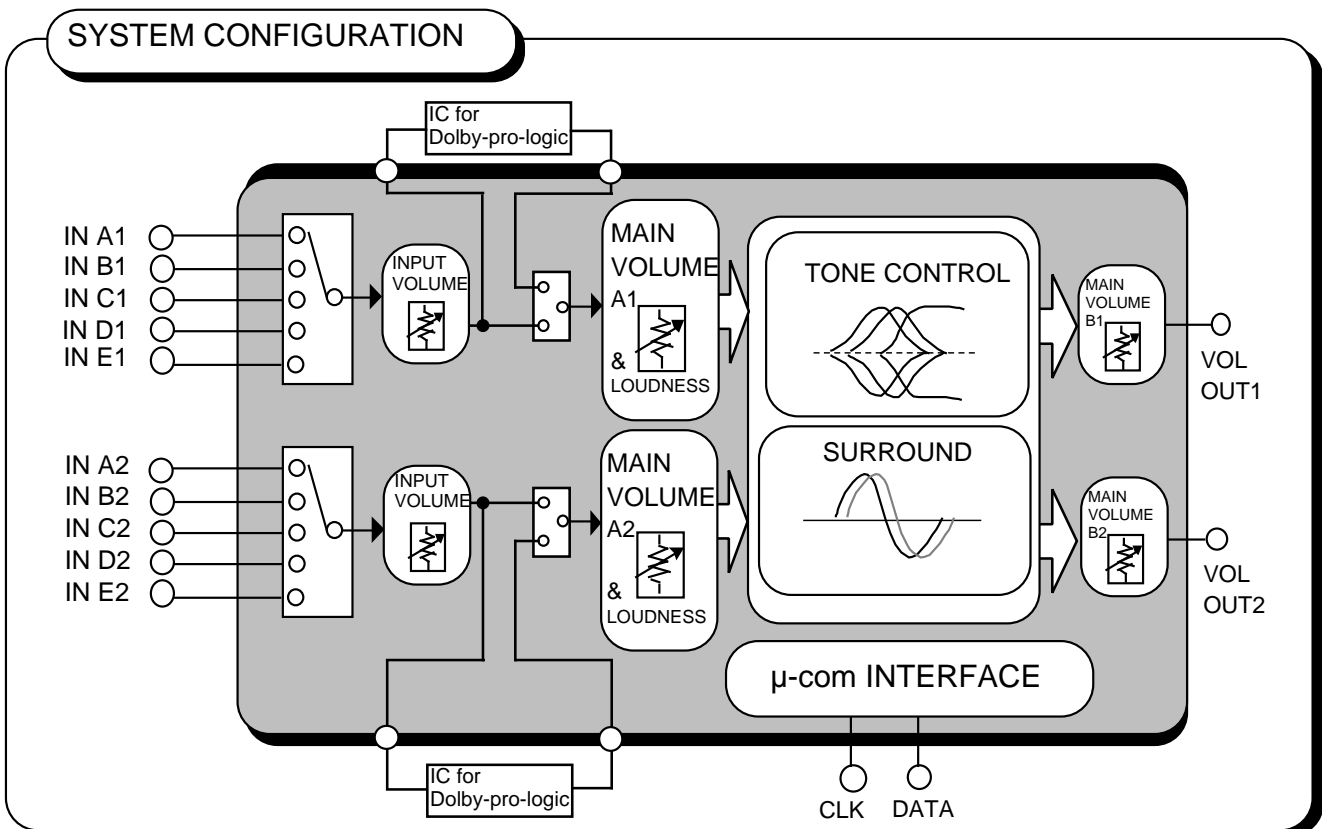 SYSTEM CONFIGURATION
IC for
Dolby-pro-logic
IN A1
IN B1
IN C1
IN D1
IN E1
INPUT
VOLUME
MAIN
VOLUME
A1
&
LOUDNESS
TONE CONTROL
MAIN
VOLUME
B1
VOL
OUT1
IN A2
IN B2
IN C2
IN D2
IN E2
INPUT
VOLUME
MAIN
VOLUME
A2
&
LOUDNESS
SURROUND
MAIN
VOLUME
B2
VOL
OUT2
µ-com INTERFACE
IC for
Dolby-pro-logic
CLK
DATA